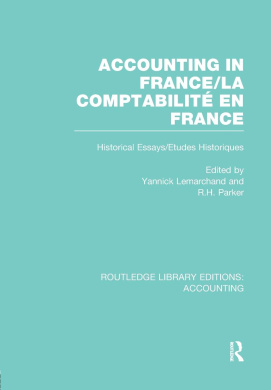 ACCOUNTING IN
FRANCE/LA
COMPTABILITÉ EN
FRANCE
Historical Essays/Etudes Historiques
Edited by
Yannick Lemarchand and
R.H. Parker
ROUTLEDGE LIBRARY EDITIONS:
ACCOUNTING